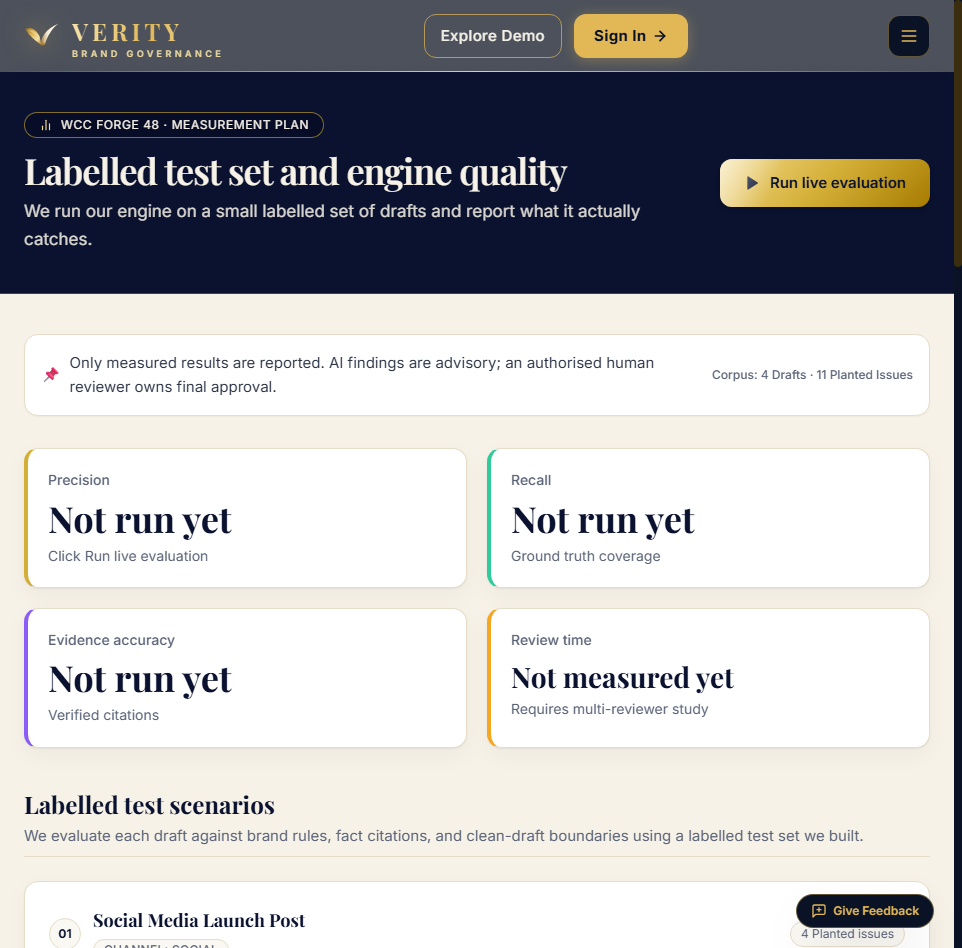 VERITY
BRAND GOVERNANCE
Explore Demo
Sign In →
WCC FORGE 48 · MEASUREMENT PLAN
Labelled test set and engine quality
We run our engine on a small labelled set of drafts and report what it actually
catches.
Run live evaluation
Only measured results are reported. AI findings are advisory; an authorised human
reviewer owns final approval.
Corpus: 4 Drafts · 11 Planted Issues
Precision
Not run yet
Click Run live evaluation
Recall
Not run yet
Ground truth coverage
Evidence accuracy
Not run yet
Verified citations
Review time
Not measured yet
Requires multi-reviewer study
Labelled test scenarios
We evaluate each draft against brand rules, fact citations, and clean-draft boundaries using a labelled test set we built.
01
Social Media Launch Post
CHANNEL: SOCIAL
4 Planted issues
Give Feedback